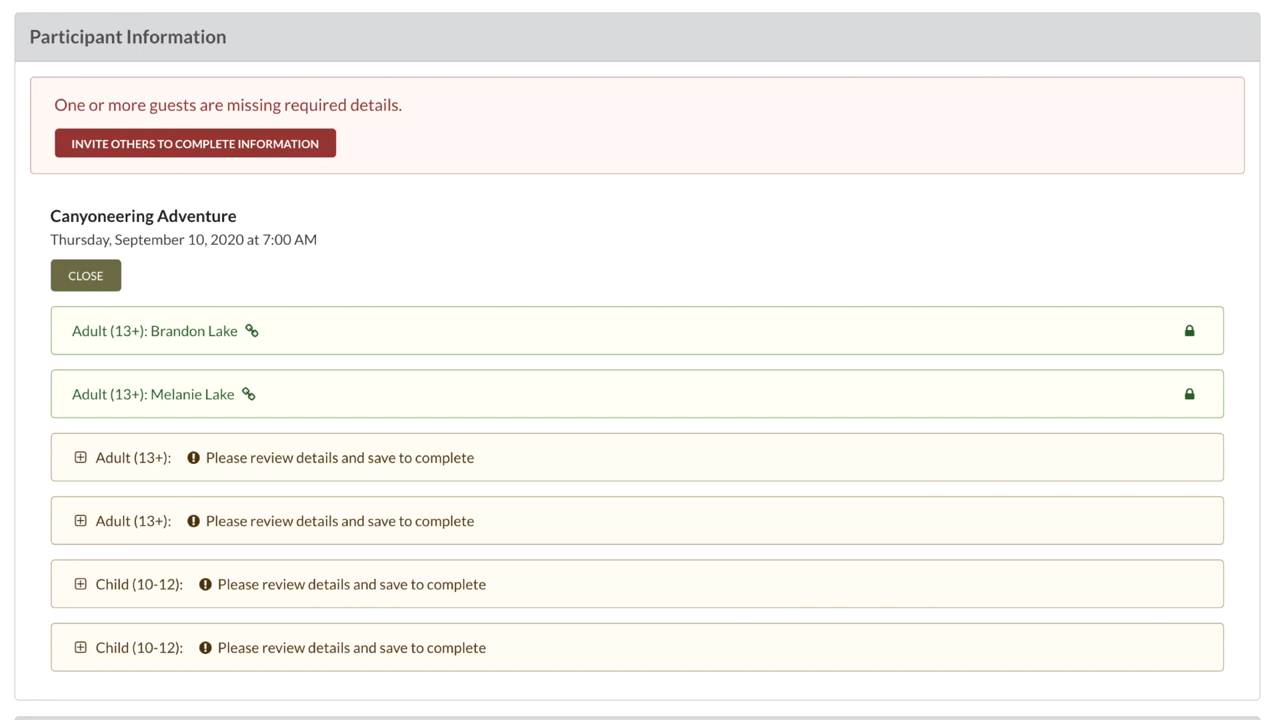 Participant Information
One or more guests are missing required details.
INVITE OTHERS TO COMPLETE INFORMATION
Canyoneering Adventure
Thursday, September 10, 2020 at 7:00 AM
CLOSE
Adult (13+): Brandon Lake
Adult (13+): Melanie Lake
Adult (13+): Please review details and save to complete
Adult (13+): Please review details and save to complete
Child (10-12): Please review details and save to complete
Child (10-12): Please review details and save to complete